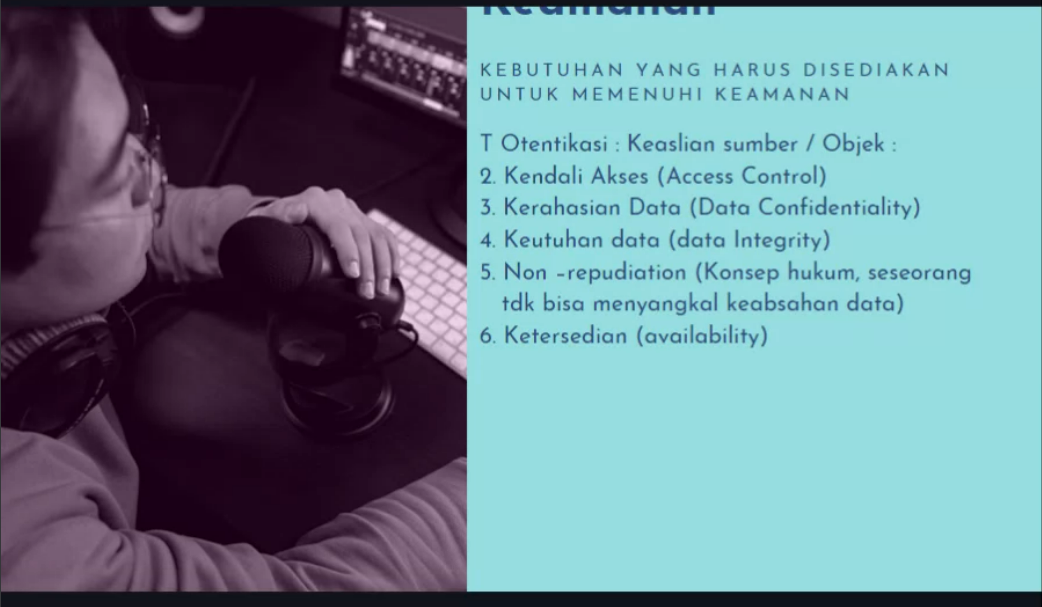 Keamanan
KEBUTUHAN YANG HARUS DISEDIAKAN
UNTUK MEMENUHI KEAMANAN
T Otentikasi : Keaslian sumber / Objek :
2. Kendali Akses (Access Control)
3. Kerahasian Data (Data Confidentiality)
4. Keutuhan data (data Integrity)
5. Non -repudiation (Konsep hukum, seseorang
tdk bisa menyangkal keabsahan data)
6. Ketersedian (availability)